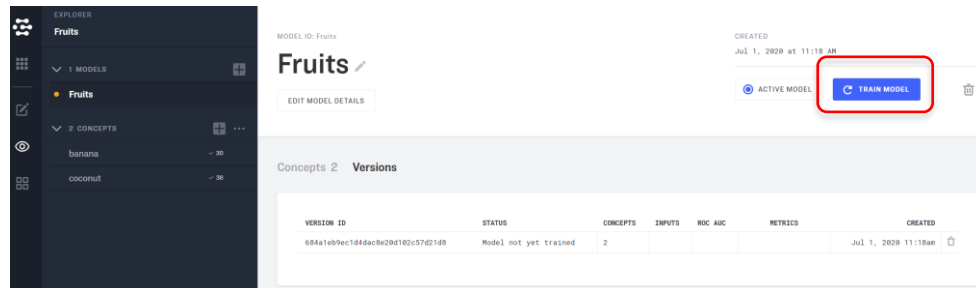 EXPLORER
Fruits
1 MODELS
Fruits
2 CONCEPTS
banana
30
coconut
30
MODEL ID: Fruits
Fruits
EDIT MODEL DETAILS
CREATED
Jul 1, 2020 at 11:18 AM
ACTIVE MODEL
TRAIN MODEL
Concepts 2 Versions
VERSION ID STATUS CONCEPTS INPUTS ROC AUC METRICS CREATED
Model not yet trained 2 Jul 1, 2020 11:18am